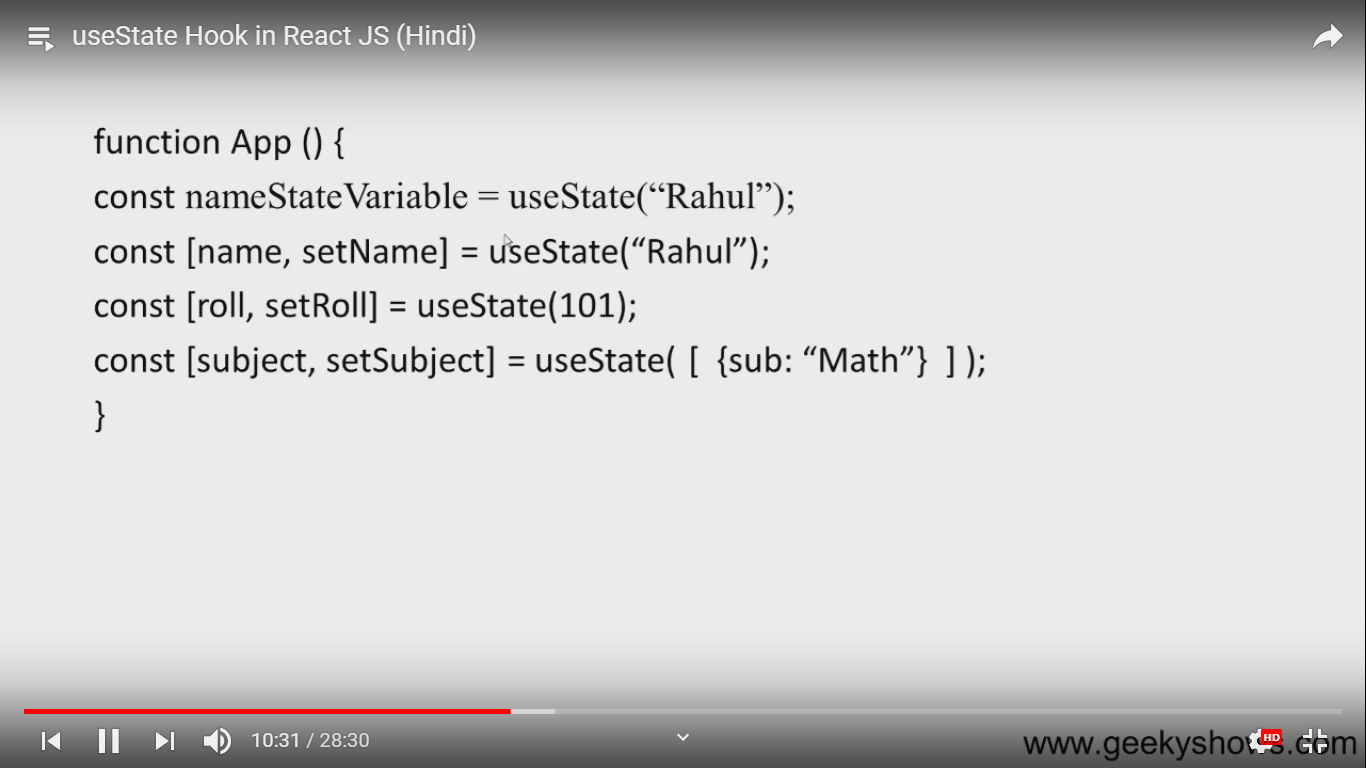 useState Hook in React JS (Hindi)
function App () {
const nameStateVariable = useState(“Rahul”);
const [name, setName] = useState(“Rahul”);
const [roll, setRoll] = useState(101);
const [subject, setSubject] = useState( [ {sub: “Math”} ] );
}
10:31 / 28:30
HD
www.geekyshows.com